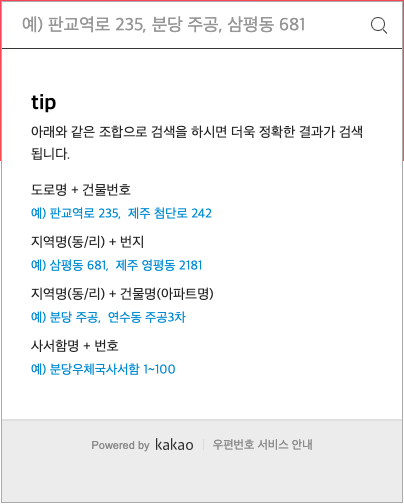 예) 판교역로 235, 분당 주공, 삼평동 681
tip
아래와 같은 조합으로 검색을 하시면 더욱 정확한 결과가 검색
됩니다.
도로명 + 건물번호
예) 판교역로 235, 제주 첨단로 242
지역명(동/리) + 번지
예) 삼평동 681, 제주 영평동 2181
지역명(동/리) + 건물명(아파트명)
예) 분당 주공, 연수동 주공3차
사서함명 + 번호
예) 분당우체국사서함 1~100
Powered by kakao 우편번호 서비스 안내